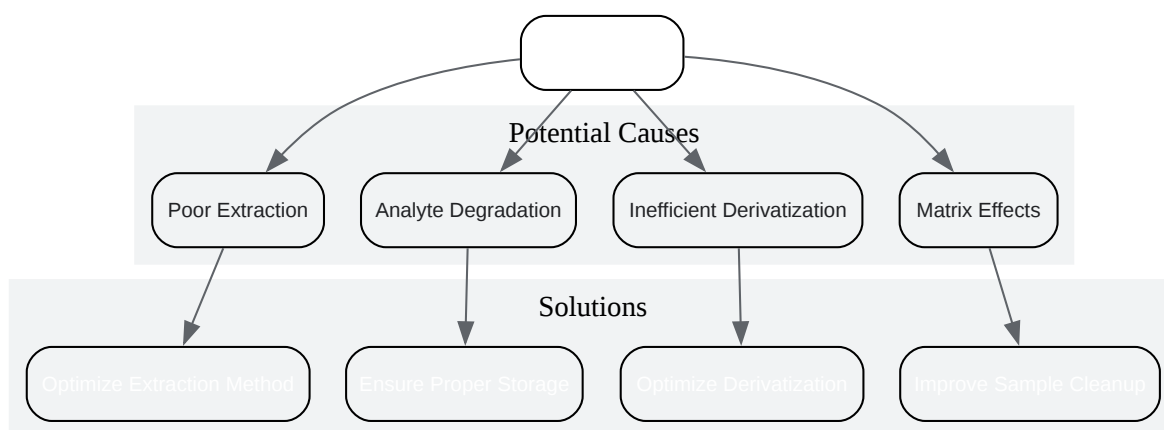 Potential Causes
Poor Extraction
Analyte Degradation
Inefficient Derivatization
Matrix Effects
Solutions
Optimize Extraction Method
Ensure Proper Storage
Optimize Derivatization
Improve Sample Cleanup